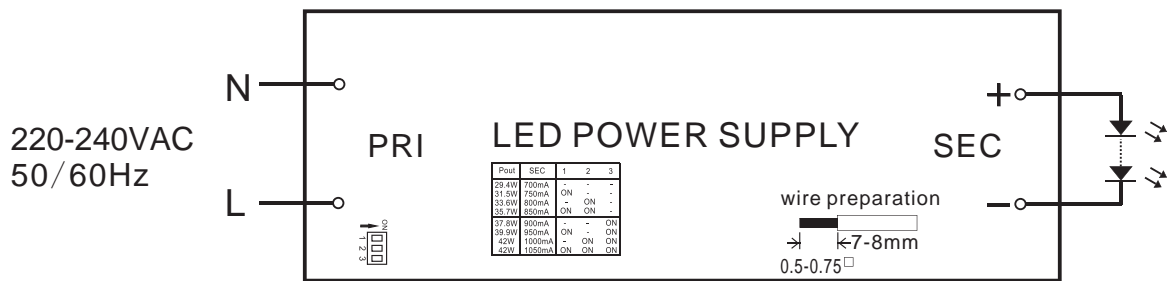 N
220-240VAC
50/60Hz
L
PRI
LED POWER SUPPLY
SEC
+
−
Pout SEC 1 2 3
29.4W 700mA - - -
31.5W 750mA ON - -
33.6W 800mA - ON -
35.7W 850mA ON ON -
37.8W 900mA - - ON
39.9W 950mA ON - ON
42W 1000mA - ON ON
42W 1050mA ON ON ON
ON
1 2 3
wire preparation
7-8mm
0.5-0.75□